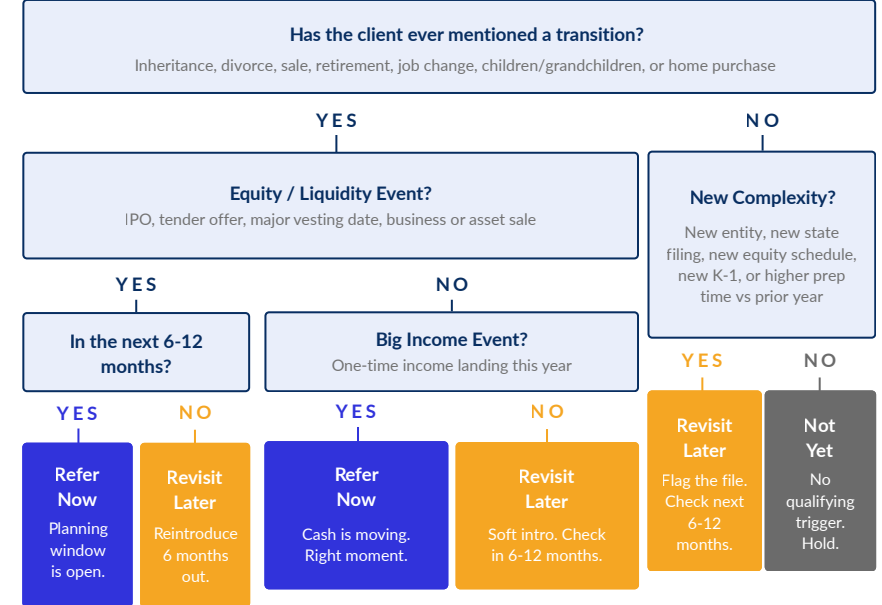 Has the client ever mentioned a transition?
Inheritance, divorce, sale, retirement, job change, children/grandchildren, or home purchase
YES
NO
Equity / Liquidity Event?
IPO, tender offer, major vesting date, business or asset sale
New Complexity?
New entity, new state
filing, new equity schedule,
new K-1, or higher prep
time vs prior year
YES
NO
In the next 6-12
months?
Big Income Event?
One-time income landing this year
YES
NO
YES
NO
YES
NO
Refer
Now
Planning
window
is open.
Revisit
Later
Reintroduce
6 months
out.
Refer
Now
Cash is moving.
Right moment.
Revisit
Later
Soft intro. Check
in 6-12 months.
Revisit
Later
Flag the file.
Check next
6-12
months.
Not
Yet
No
qualifying
trigger.
Hold.